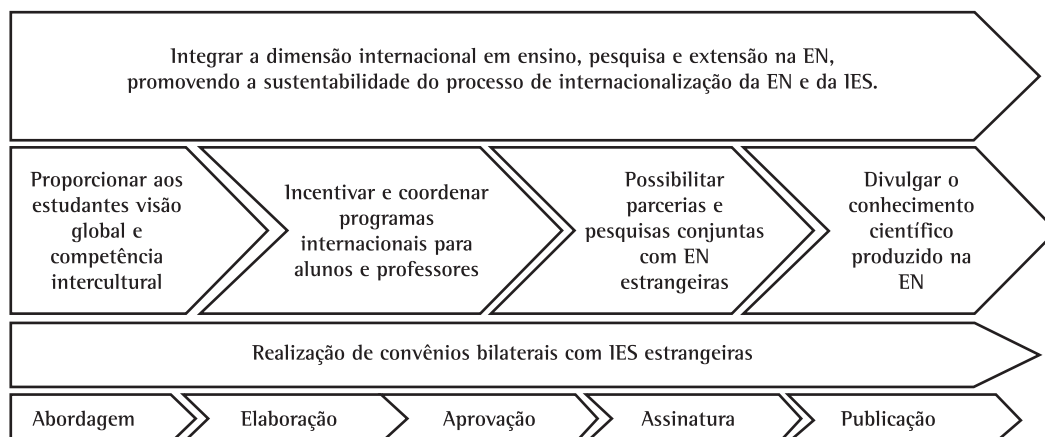 Integrar a dimensão internacional em ensino, pesquisa e extensão na EN,
promovendo a sustentabilidade do processo de internacionalização da EN e da IES.
Proporcionar aos
estudantes visão
global e
competência
intercultural
Incentivar e coordenar
programas
internacionais para
alunos e professores
Possibilitar
parcerias e
pesquisas conjuntas
com EN
estrangeiras
Divulgar o
conhecimento
científico
produzido na
EN
Realização de convênios bilaterais com IES estrangeiras
Abordagem
Elaboração
Aprovação
Assinatura
Publicação